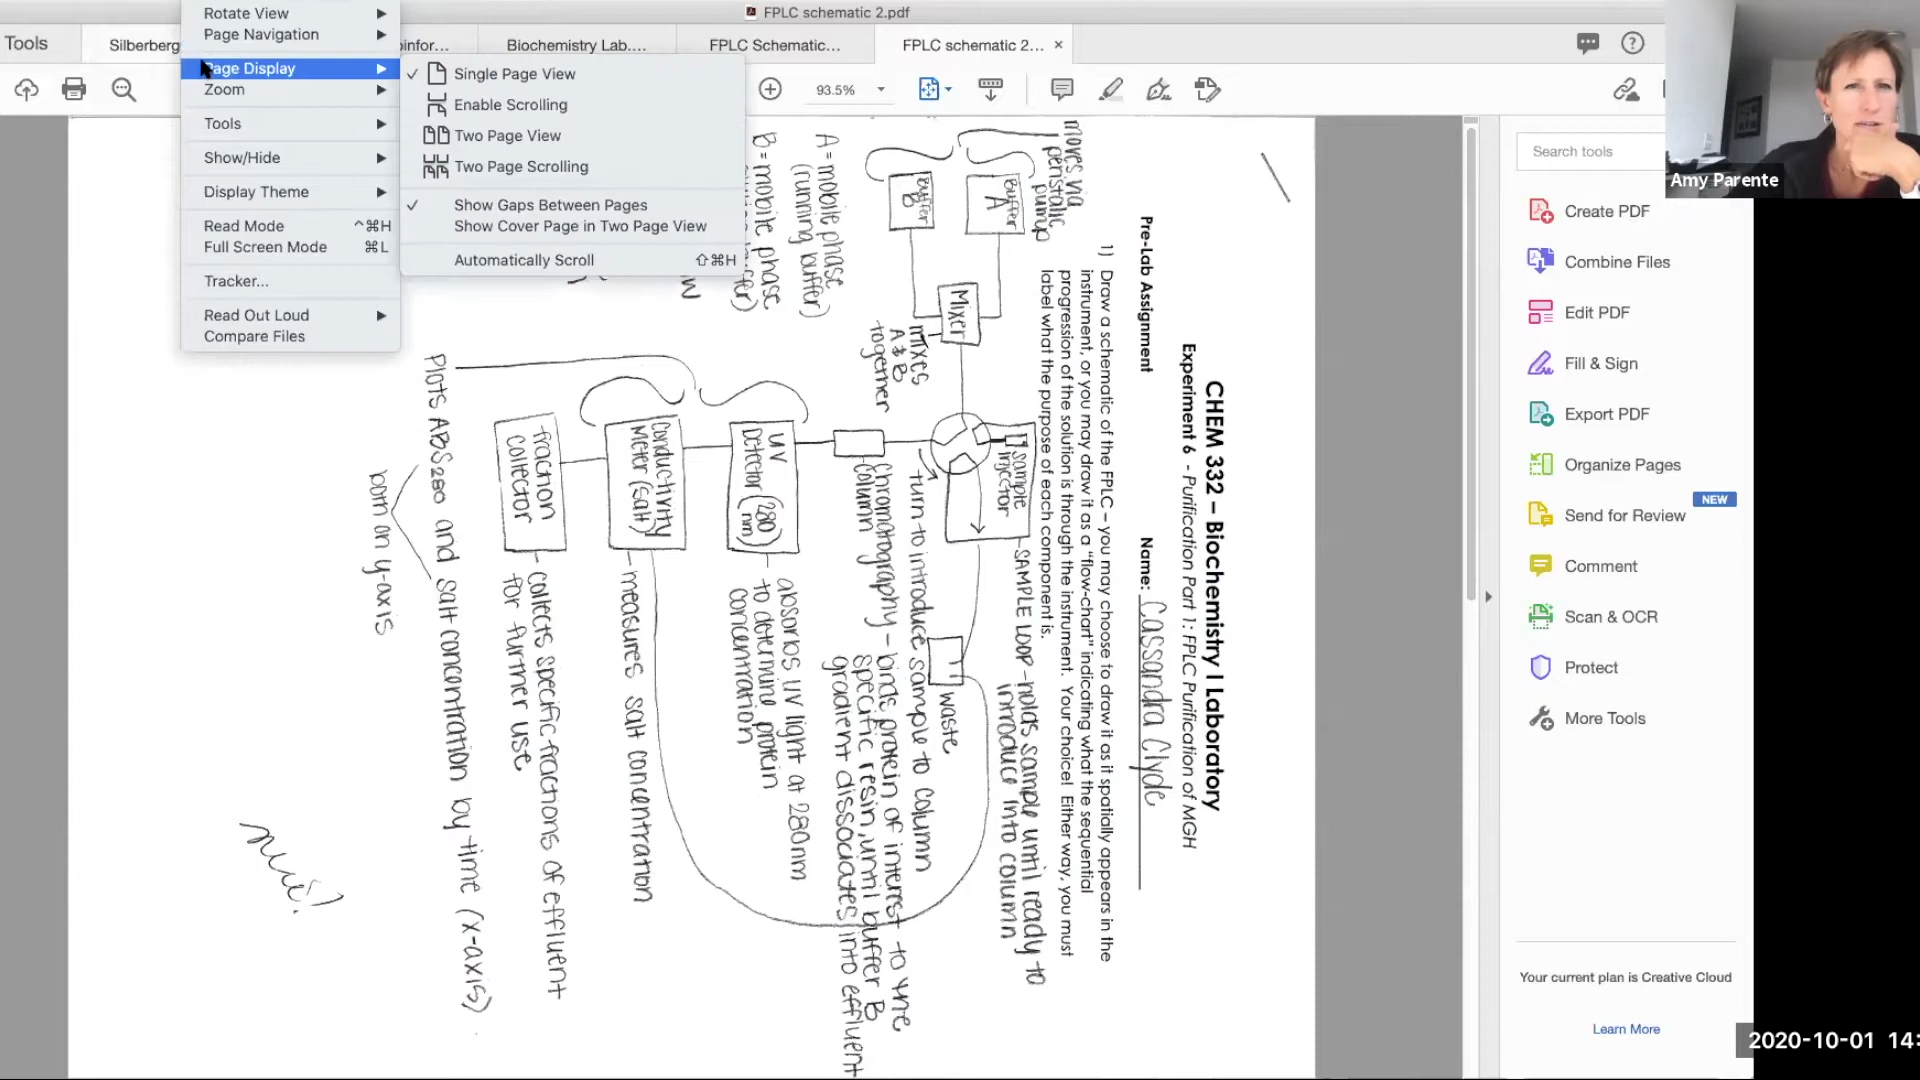 FPLC schematic 2.pdf
Tools
Silberberg
oinfor...
Biochemistry Lab....
FPLC Schematic...
FPLC schematic 2... ×
93.5%
Rotate View
Page Navigation
Page Display
Zoom
Tools
Show/Hide
Display Theme
Read Mode ^⌘H
Full Screen Mode ⌘L
Tracker...
Read Out Loud
Compare Files
Single Page View
Enable Scrolling
Two Page View
Two Page Scrolling
Show Gaps Between Pages
Show Cover Page in Two Page View
Automatically Scroll ⇧⌘H
CHEM 332 – Biochemistry I Laboratory
Experiment 6 - Purification Part 1: FPLC Purification of MGH
Pre-Lab Assignment
Name: Cassandra Clyde
1) Draw a schematic of the FPLC – you may choose to draw it as it spatially appears in the
instrument, or you may draw it as a "flow-chart" indicating what the sequential
progression of the solution is through the instrument. Your choice! Either way, you must
label what the purpose of each component is.
moves via
peristalic
pump
Buffer
A
Buffer
B
A = mobile phase
(running buffer)
B = mobile phase
buffer)
Mixer
mixes
A & B
together
sample
injector
- SAMPLE LOOP - holds sample until ready to
introduce into column
waste
turn to introduce sample to column
Chromatography - binds protein of interest to the
column
specific resin, until buffer B
gradient dissociates into effluent
UV
Detector (280
nm)
absorbs UV light at 280nm
- to determine protein
concentration
Conductivity
Meter (salt)
- measures salt concentration
fraction
collector
- collects specific fractions of effluent
for further use
Plots ABS280 and salt concentration by time (x-axis)
both on y-axis
nice!
Amy Parente
Search tools
Create PDF
Combine Files
Edit PDF
Fill & Sign
Export PDF
Organize Pages
NEW
Send for Review
Comment
Scan & OCR
Protect
More Tools
Your current plan is Creative Cloud
Learn More
2020-10-01 14: